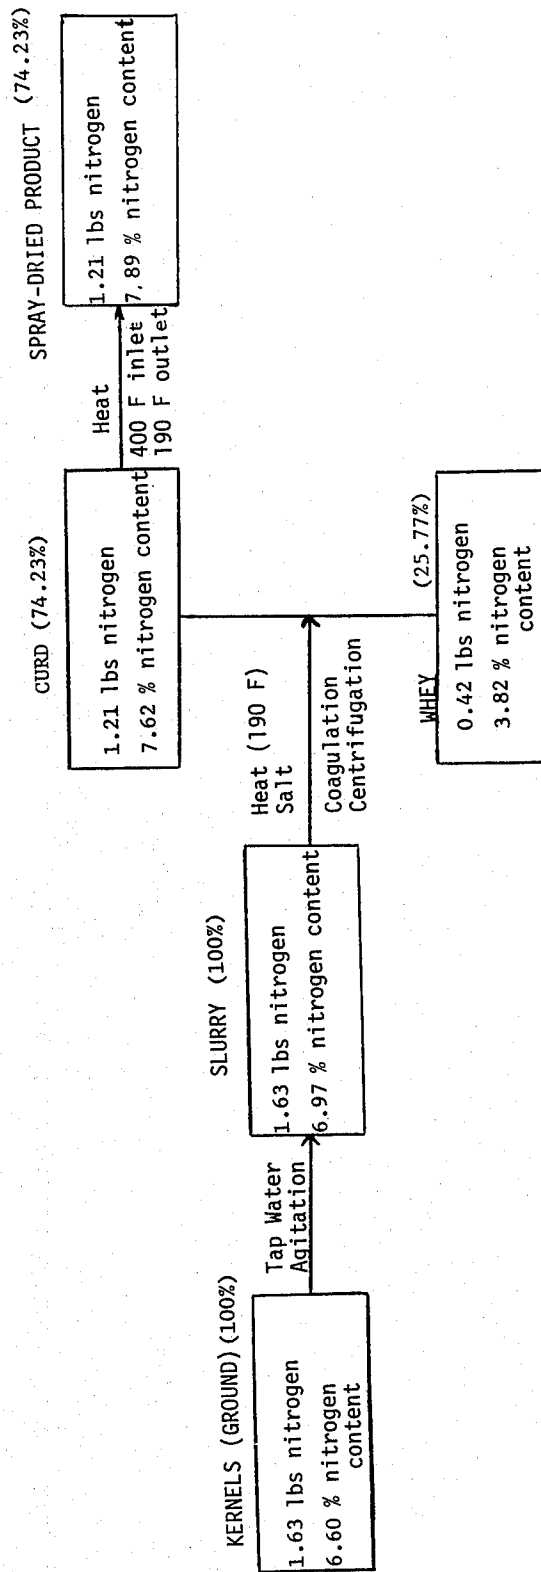 KERNELS (GROUND) (100%)
1.63 lbs nitrogen
6.60 % nitrogen
content
Tap Water
Agitation
SLURRY (100%)
1.63 lbs nitrogen
6.97 % nitrogen content
Heat (190 F)
Salt
Coagulation
Centrifugation
CURD (74.23%)
1.21 lbs nitrogen
7.62 % nitrogen content
WHEY (25.77%)
0.42 lbs nitrogen
3.82 % nitrogen
content
Heat
400 F inlet
190 F outlet
SPRAY-DRIED PRODUCT (74.23%)
1.21 lbs nitrogen
7.89 % nitrogen content